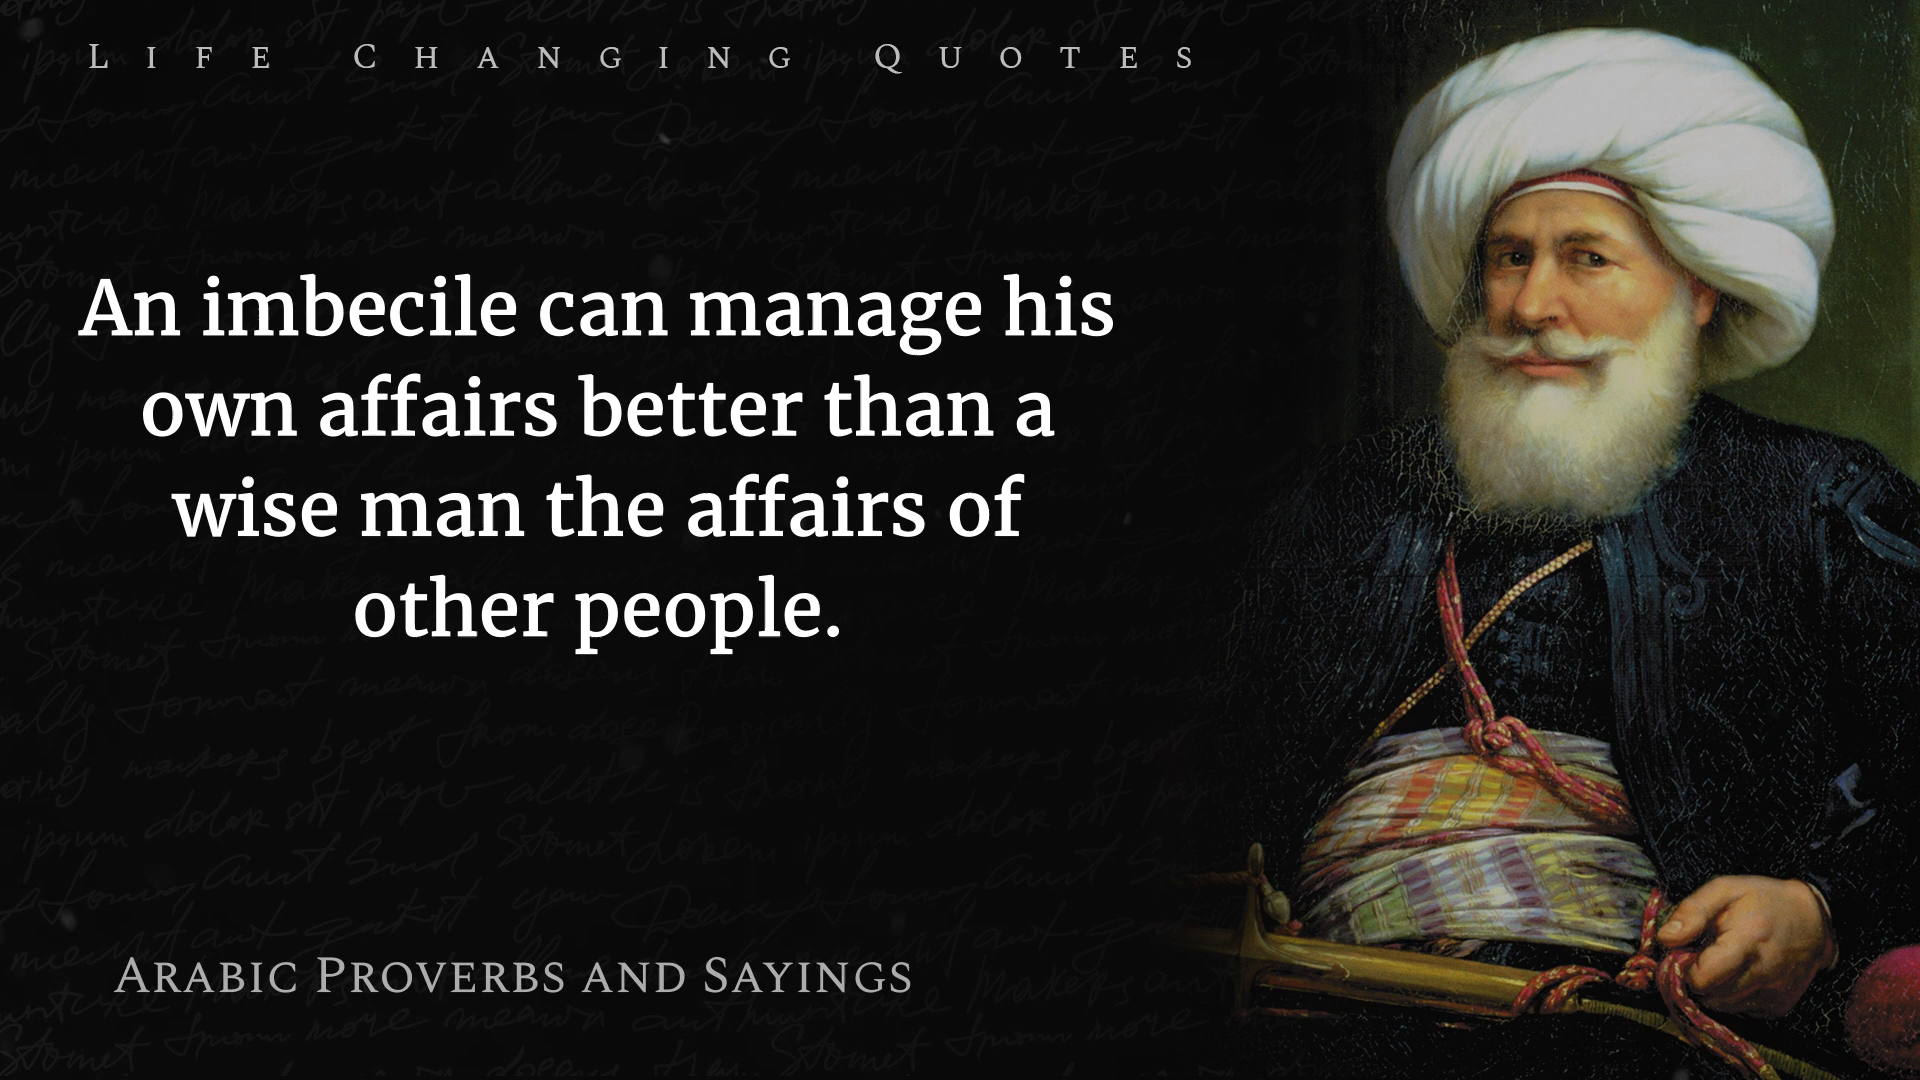 Life Changing Quotes
An imbecile can manage his
own affairs better than a
wise man the affairs of
other people.
Arabic Proverbs and Sayings